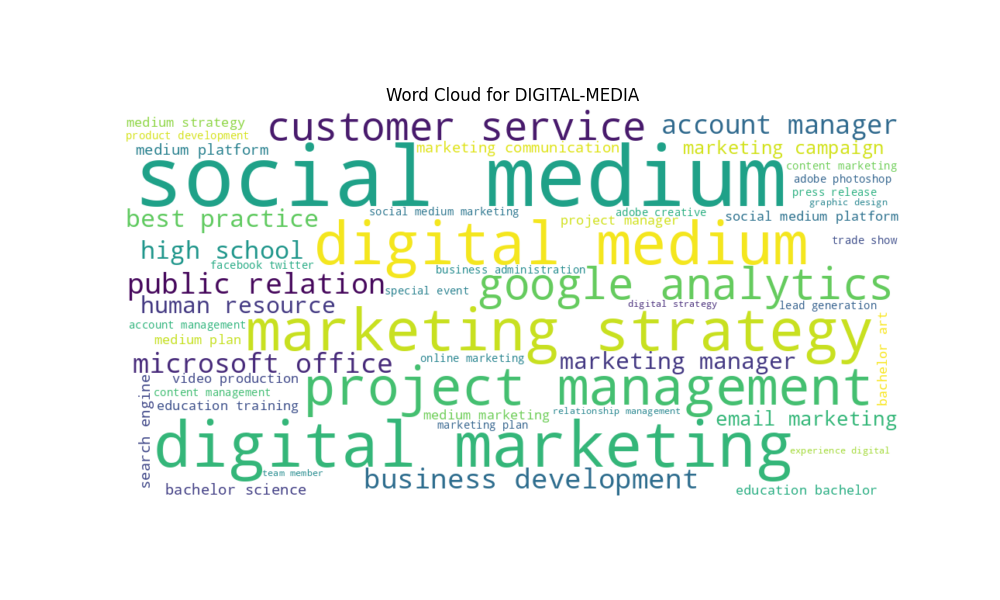 Word Cloud for DIGITAL-MEDIA
medium strategy
customer service
account manager
product development
medium platform
marketing communication
marketing campaign
social medium
content marketing
adobe photoshop
press release
graphic design
best practice
social medium marketing
adobe creative
project manager
social medium platform
digital medium
trade show
high school
facebook twitter
business administration
public relation
special event
google analytics
human resource
digital strategy
lead generation
account management
medium plan
marketing strategy
bachelor art
microsoft office
online marketing
marketing manager
video production
content management
project management
search engine
education training
medium marketing
relationship management
email marketing
marketing plan
digital marketing
experience digital
team member
business development
bachelor science
education bachelor